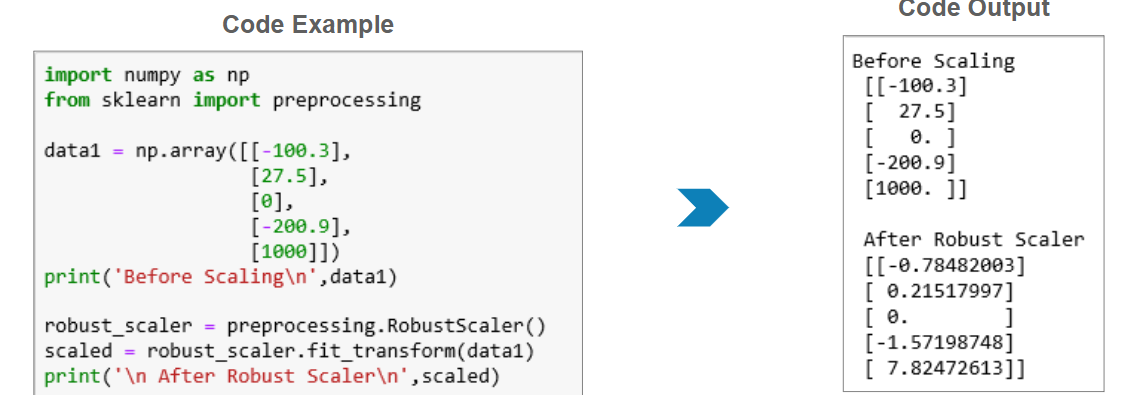 Code Example
import numpy as np
from sklearn import preprocessing
data1 = np.array([[-100.3],
[27.5],
[0],
[-200.9],
[1000]])
print('Before Scaling\n',data1)
robust_scaler = preprocessing.RobustScaler()
scaled = robust_scaler.fit_transform(data1)
print('\n After Robust Scaler\n',scaled)
Code Output
Before Scaling
[[-100.3]
[ 27.5]
[ 0. ]
[-200.9]
[1000. ]]
After Robust Scaler
[[-0.78482003]
[ 0.21517997]
[ 0. ]
[-1.57198748]
[ 7.82472613]]